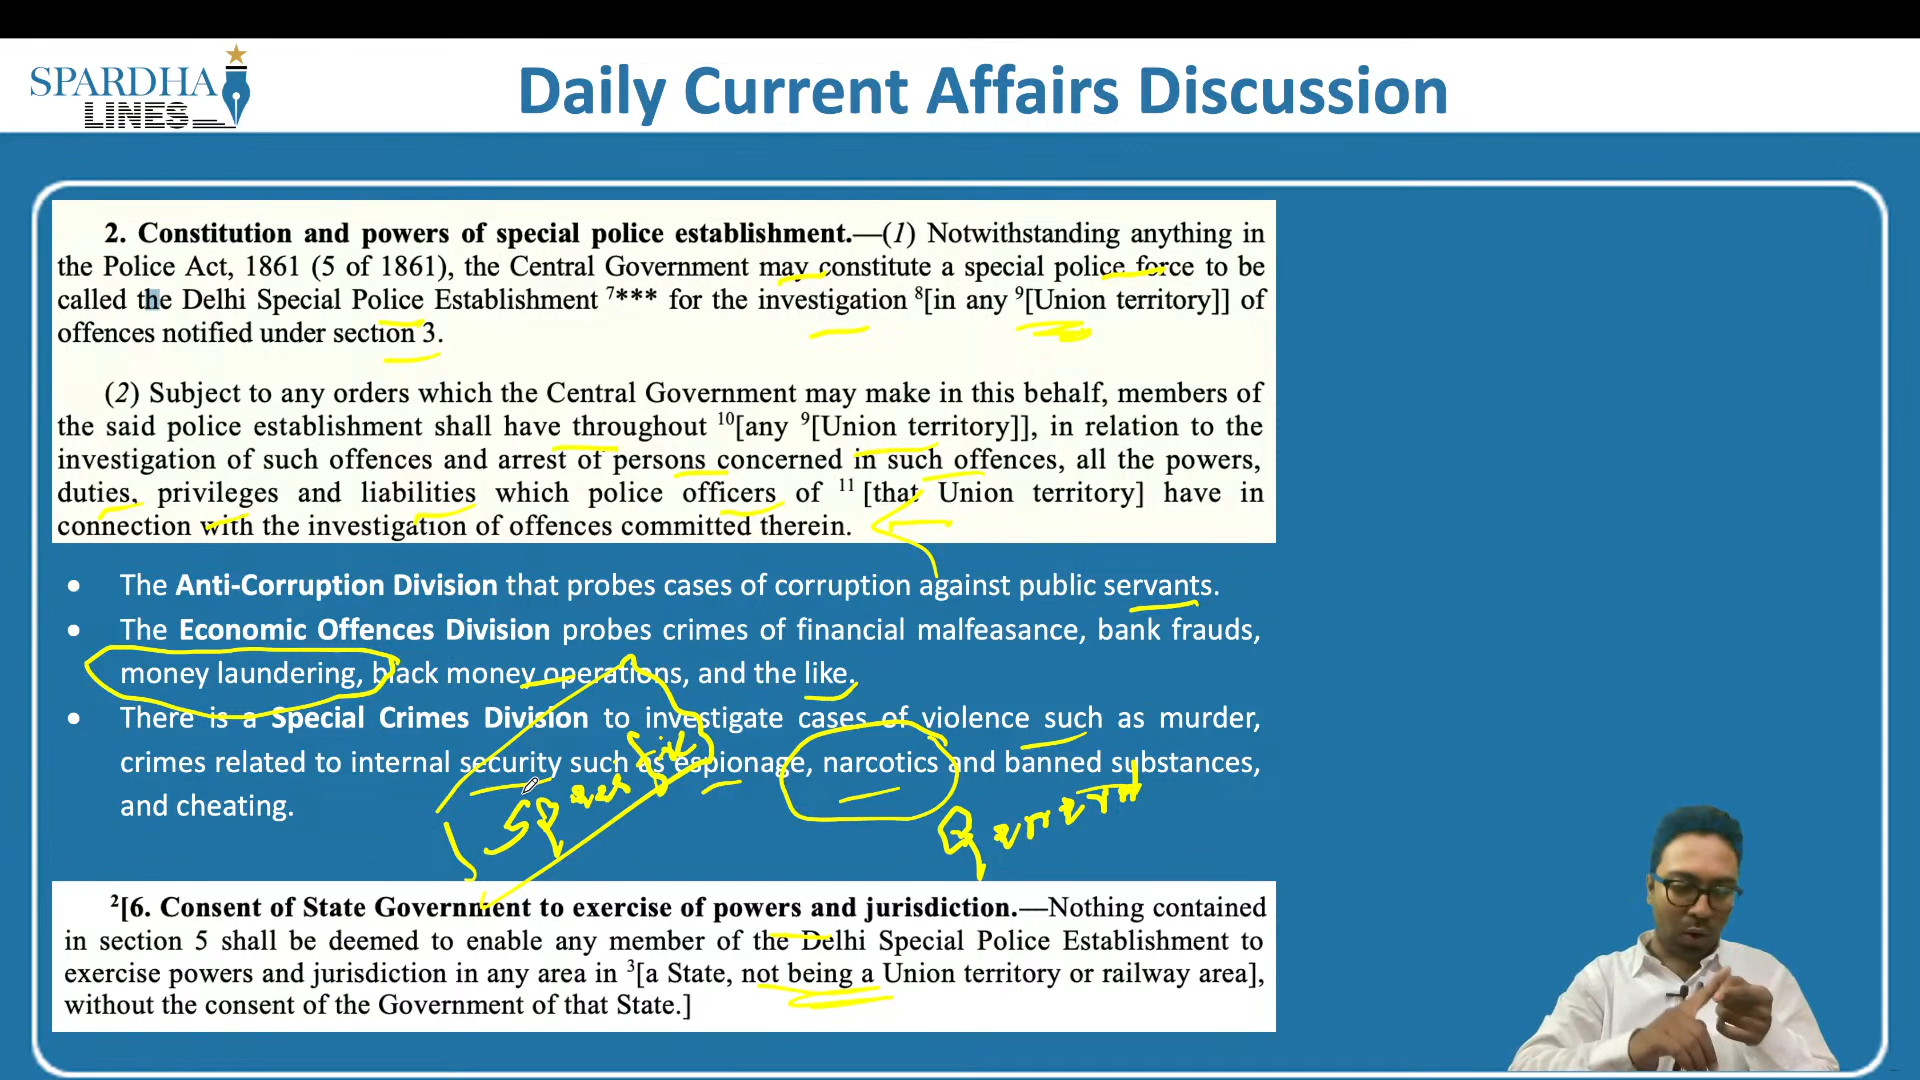 SPARDHA
LINES
Daily Current Affairs Discussion
2. Constitution and powers of special police establishment.—(1) Notwithstanding anything in
the Police Act, 1861 (5 of 1861), the Central Government may constitute a special police force to be
called the Delhi Special Police Establishment 7*** for the investigation 8[in any 9[Union territory]] of
offences notified under section 3.
(2) Subject to any orders which the Central Government may make in this behalf, members of
the said police establishment shall have throughout 10[any 9[Union territory]], in relation to the
investigation of such offences and arrest of persons concerned in such offences, all the powers,
duties, privileges and liabilities which police officers of 11 [that Union territory] have in
connection with the investigation of offences committed therein.
• The Anti-Corruption Division that probes cases of corruption against public servants.
• The Economic Offences Division probes crimes of financial malfeasance, bank frauds,
money laundering, black money operations, and the like.
• There is a Special Crimes Division to investigate cases of violence such as murder,
crimes related to internal security such as espionage, narcotics and banned substances,
and cheating.
2[6. Consent of State Government to exercise of powers and jurisdiction.—Nothing contained
in section 5 shall be deemed to enable any member of the Delhi Special Police Establishment to
exercise powers and jurisdiction in any area in 3[a State, not being a Union territory or railway area],
without the consent of the Government of that State.]